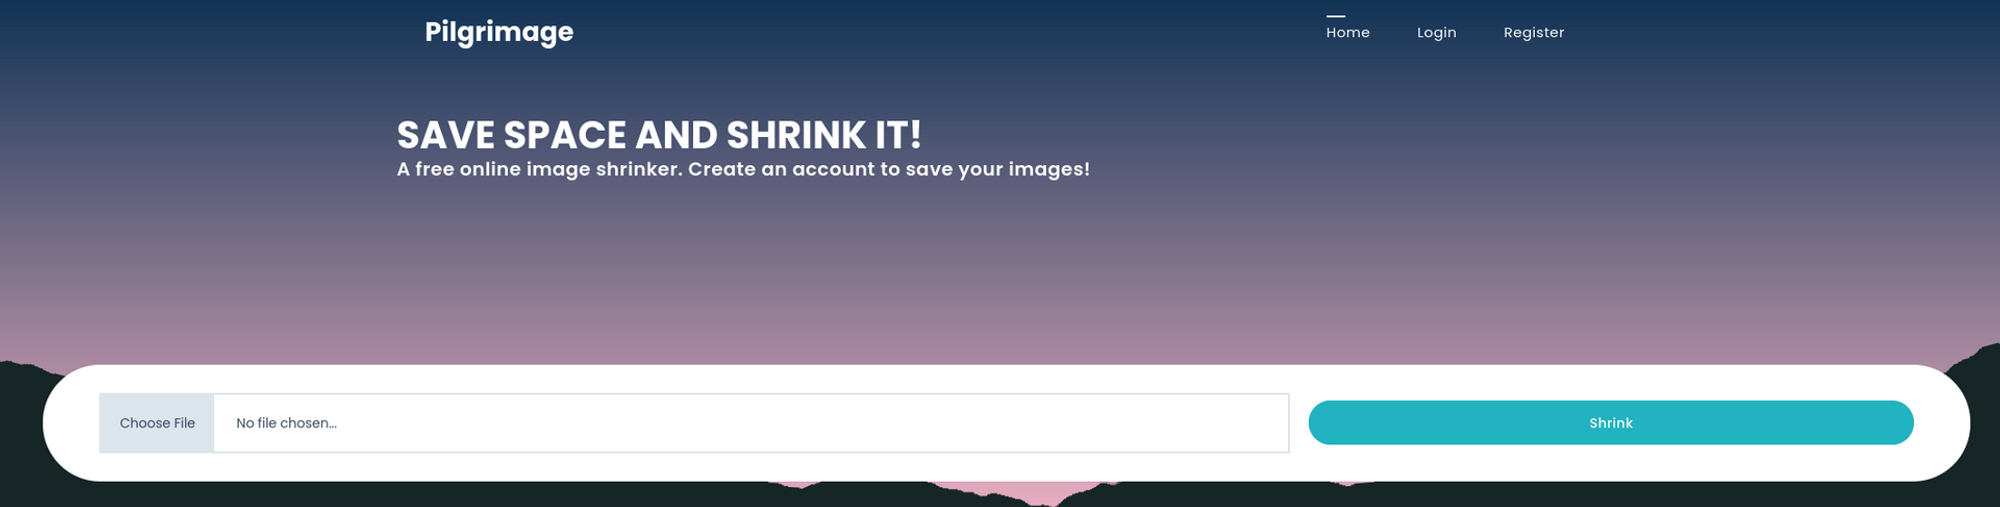 Pilgrimage
Home Login Register
SAVE SPACE AND SHRINK IT!
A free online image shrinker. Create an account to save your images!
Choose File No file chosen... Shrink